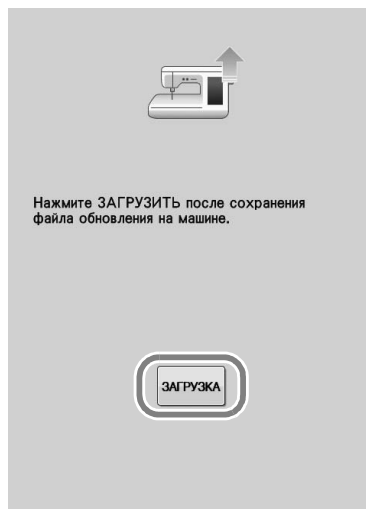 Нажмите ЗАГРУЗИТЬ после сохранения
файла обновления на машине.
ЗАГРУЗКА